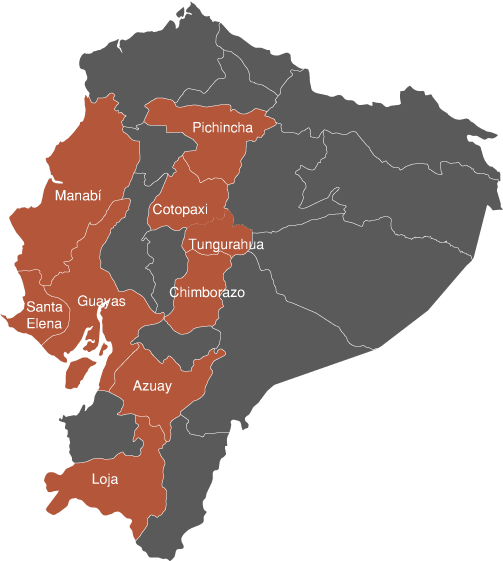 Pichincha
Manabí
Cotopaxi
Tungurahua
Chimborazo
Guayas
Santa
Elena
Azuay
Loja